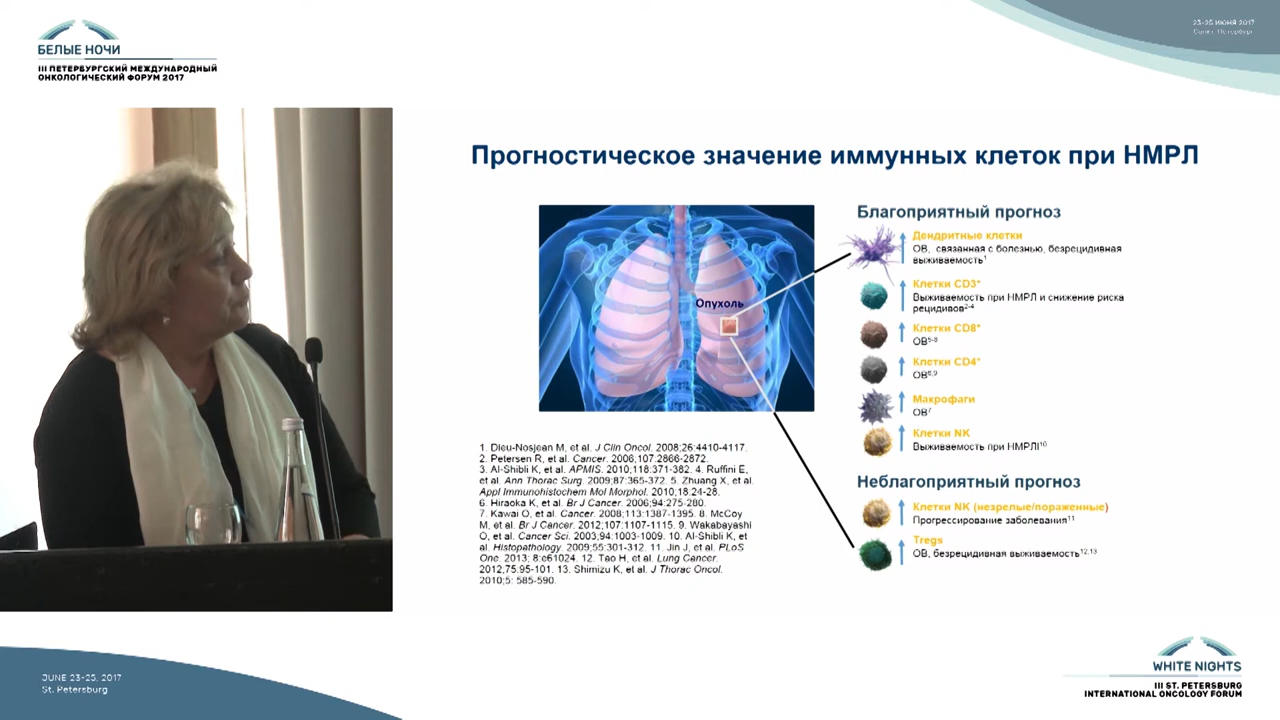 БЕЛЫЕ НОЧИ
III ПЕТЕРБУРГСКИЙ МЕЖДУНАРОДНЫЙ
ОНКОЛОГИЧЕСКИЙ ФОРУМ 2017
23-25 ИЮНЯ 2017
Санкт-Петербург
Прогностическое значение иммунных клеток при НМРЛ
Опухоль
Благоприятный прогноз
Дендритные клетки
ОВ, связанная с болезнью, безрецидивная
выживаемость1
Клетки CD3+
Выживаемость при НМРЛ и снижение риска
рецидивов2-4
Клетки CD8+
ОВ5-8
Клетки CD4+
ОВ8,9
Макрофаги
ОВ7
Клетки NK
Выживаемость при НМРЛI10
Неблагоприятный прогноз
Клетки NK (незрелые/пораженные)
Прогрессирование заболевания11
Tregs
ОВ, безрецидивная выживаемость12,13
1. Dieu-Nosjean M, et al. J Clin Oncol. 2008;26:4410-4117.
2. Petersen R, et al. Cancer. 2006;107:2866-2872.
3. Al-Shibli K, et al. APMIS. 2010;118:371-382. 4. Ruffini E,
et al. Ann Thorac Surg. 2009;87:365-372. 5. Zhuang X, et al.
Appl Immunohistochem Mol Morphol. 2010;18:24-28.
6. Hiraoka K, et al. Br J Cancer. 2006;94:275-280.
7. Kawai O, et al. Cancer. 2008;113:1387-1395. 8. McCoy
M, et al. Br J Cancer. 2012;107:1107-1115. 9. Wakabayashi
O, et al. Cancer Sci. 2003;94:1003-1009. 10. Al-Shibli K, et
al. Histopathology. 2009;55:301-312. 11. Jin J, et al. PLoS
One. 2013; 8:e61024. 12. Tao H, et al. Lung Cancer.
2012;75:95-101. 13. Shimizu K, et al. J Thorac Oncol.
2010;5: 585-590.
JUNE 23-25, 2017
St. Petersburg
WHITE NIGHTS
III ST. PETERSBURG
INTERNATIONAL ONCOLOGY FORUM